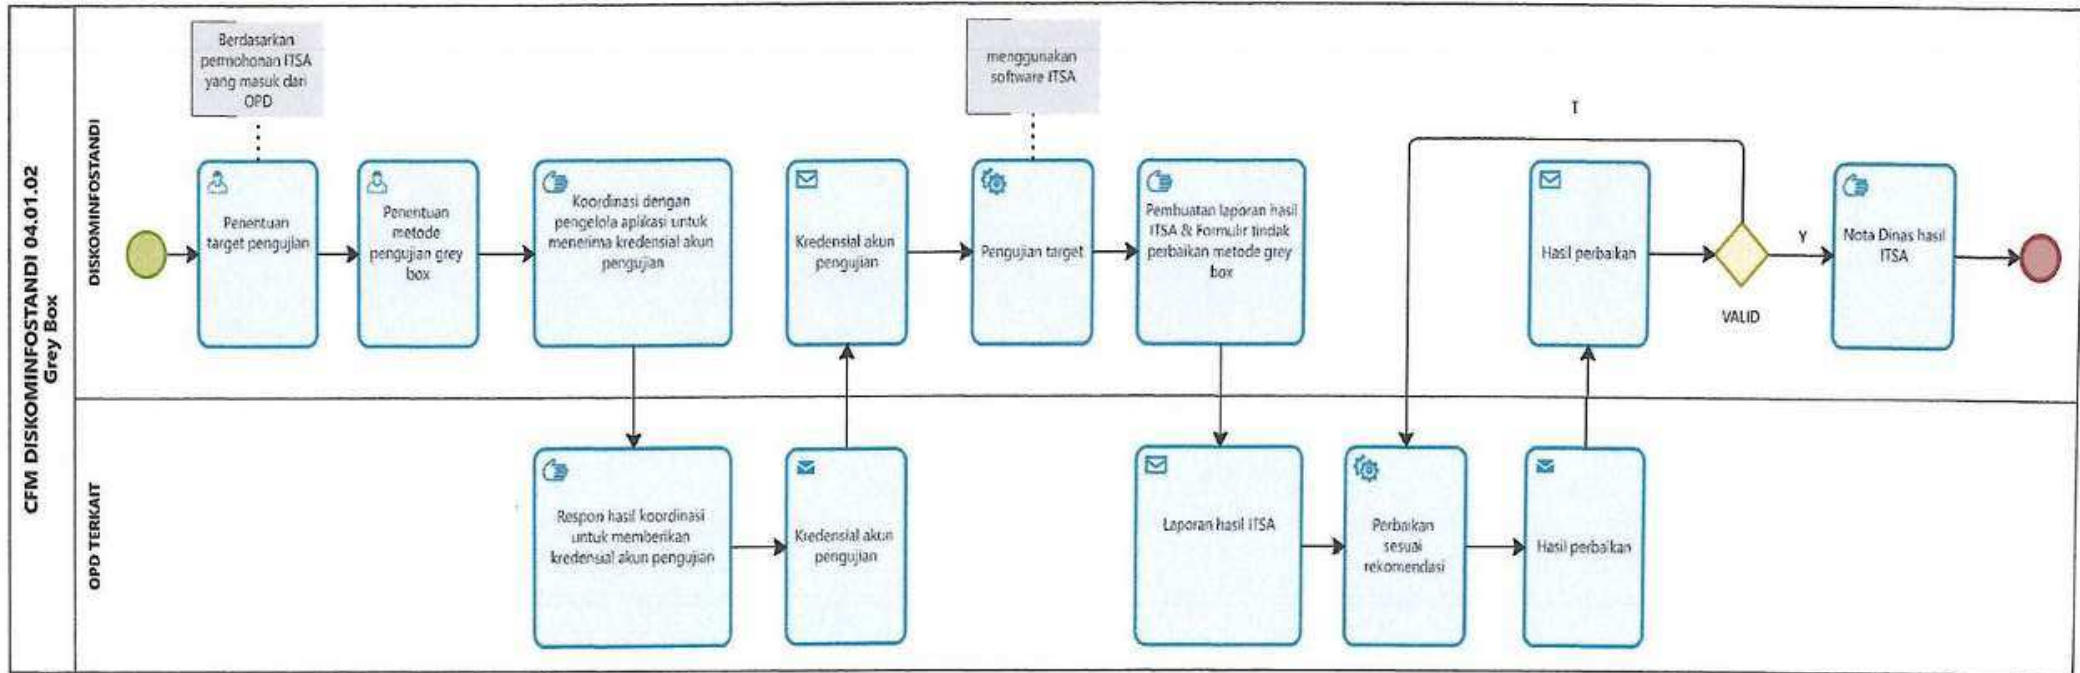 CFM DISKOMINFOSTANDI 04.01.02
Grey Box
DISKOMINFOSTANDI
Berdasarkan
permohonan ITSA
yang masuk dari
OPD
Penentuan
target pengujian
Penentuan
metode
pengujian grey
box
Koordinasi dengan
pengelola aplikasi untuk
menerima kredensial akun
pengujian
Kredensial akun
pengujian
menggunakan
software ITSA
Pengujian target
Pembuatan laporan hasil
ITSA & Formulir tindak
perbaikan metode grey
box
Hasil perbaikan
T
VALID
Y
Nota Dinas hasil
ITSA
OPD TERKAIT
Respon hasil koordinasi
untuk memberikan
kredensial akun pengujian
Kredensial akun
pengujian
Laporan hasil ITSA
Perbaikan
sesuai
rekomendasi
Hasil perbaikan